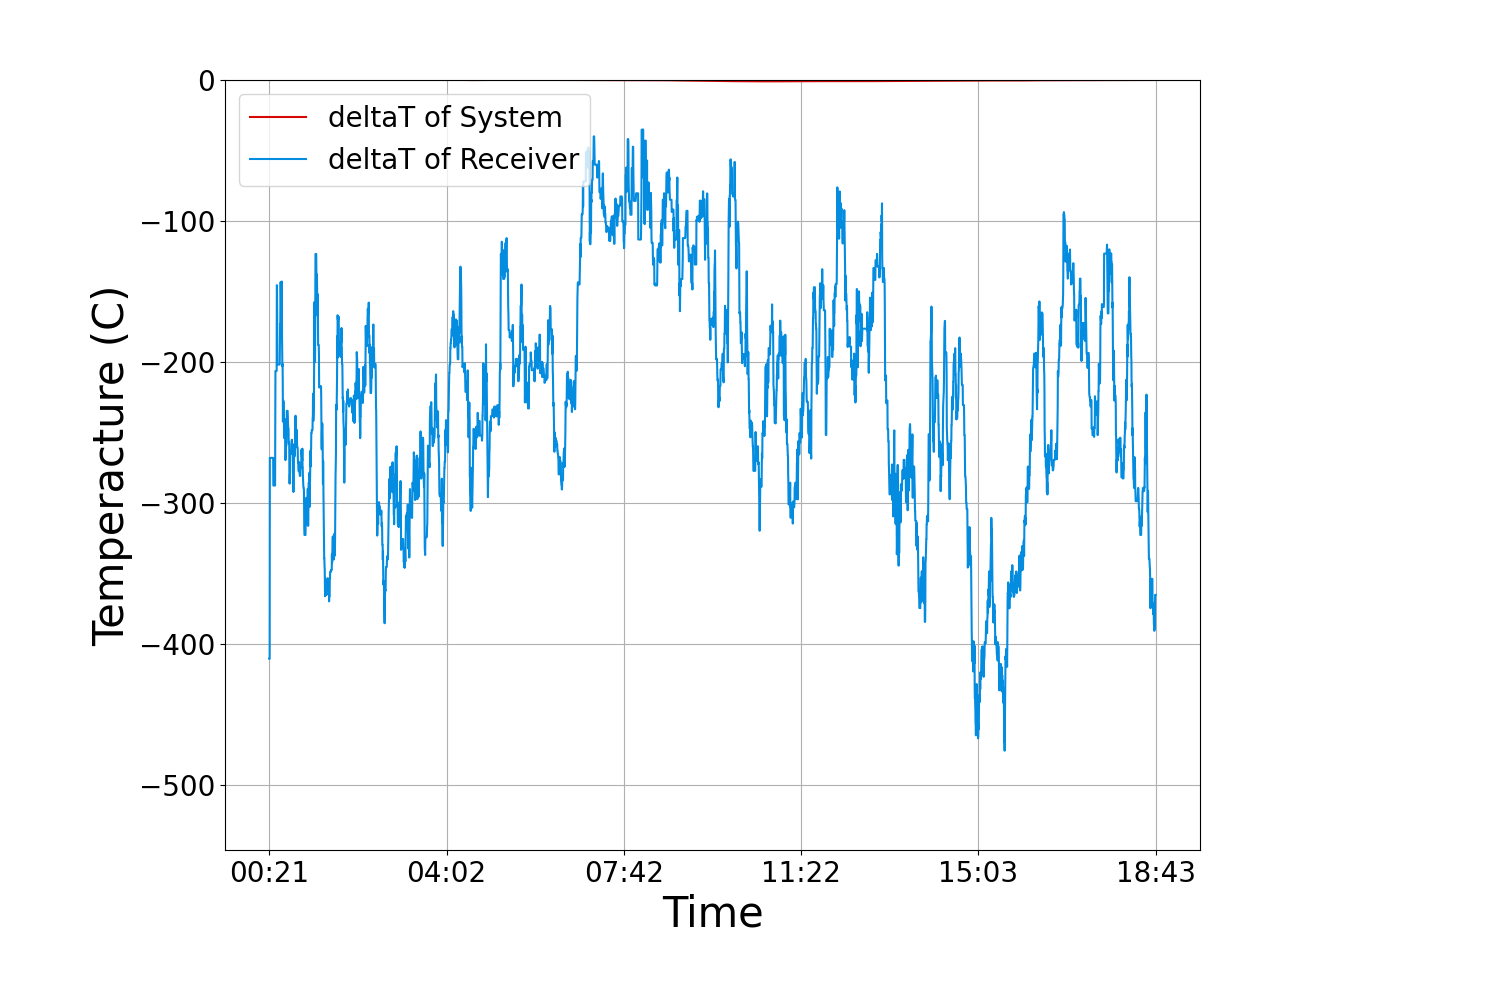 0
−100
−200
−300
−400
−500
deltaT of System
deltaT of Receiver
Temperacture (C)
00:21 04:02 07:42 11:22 15:03 18:43
Time